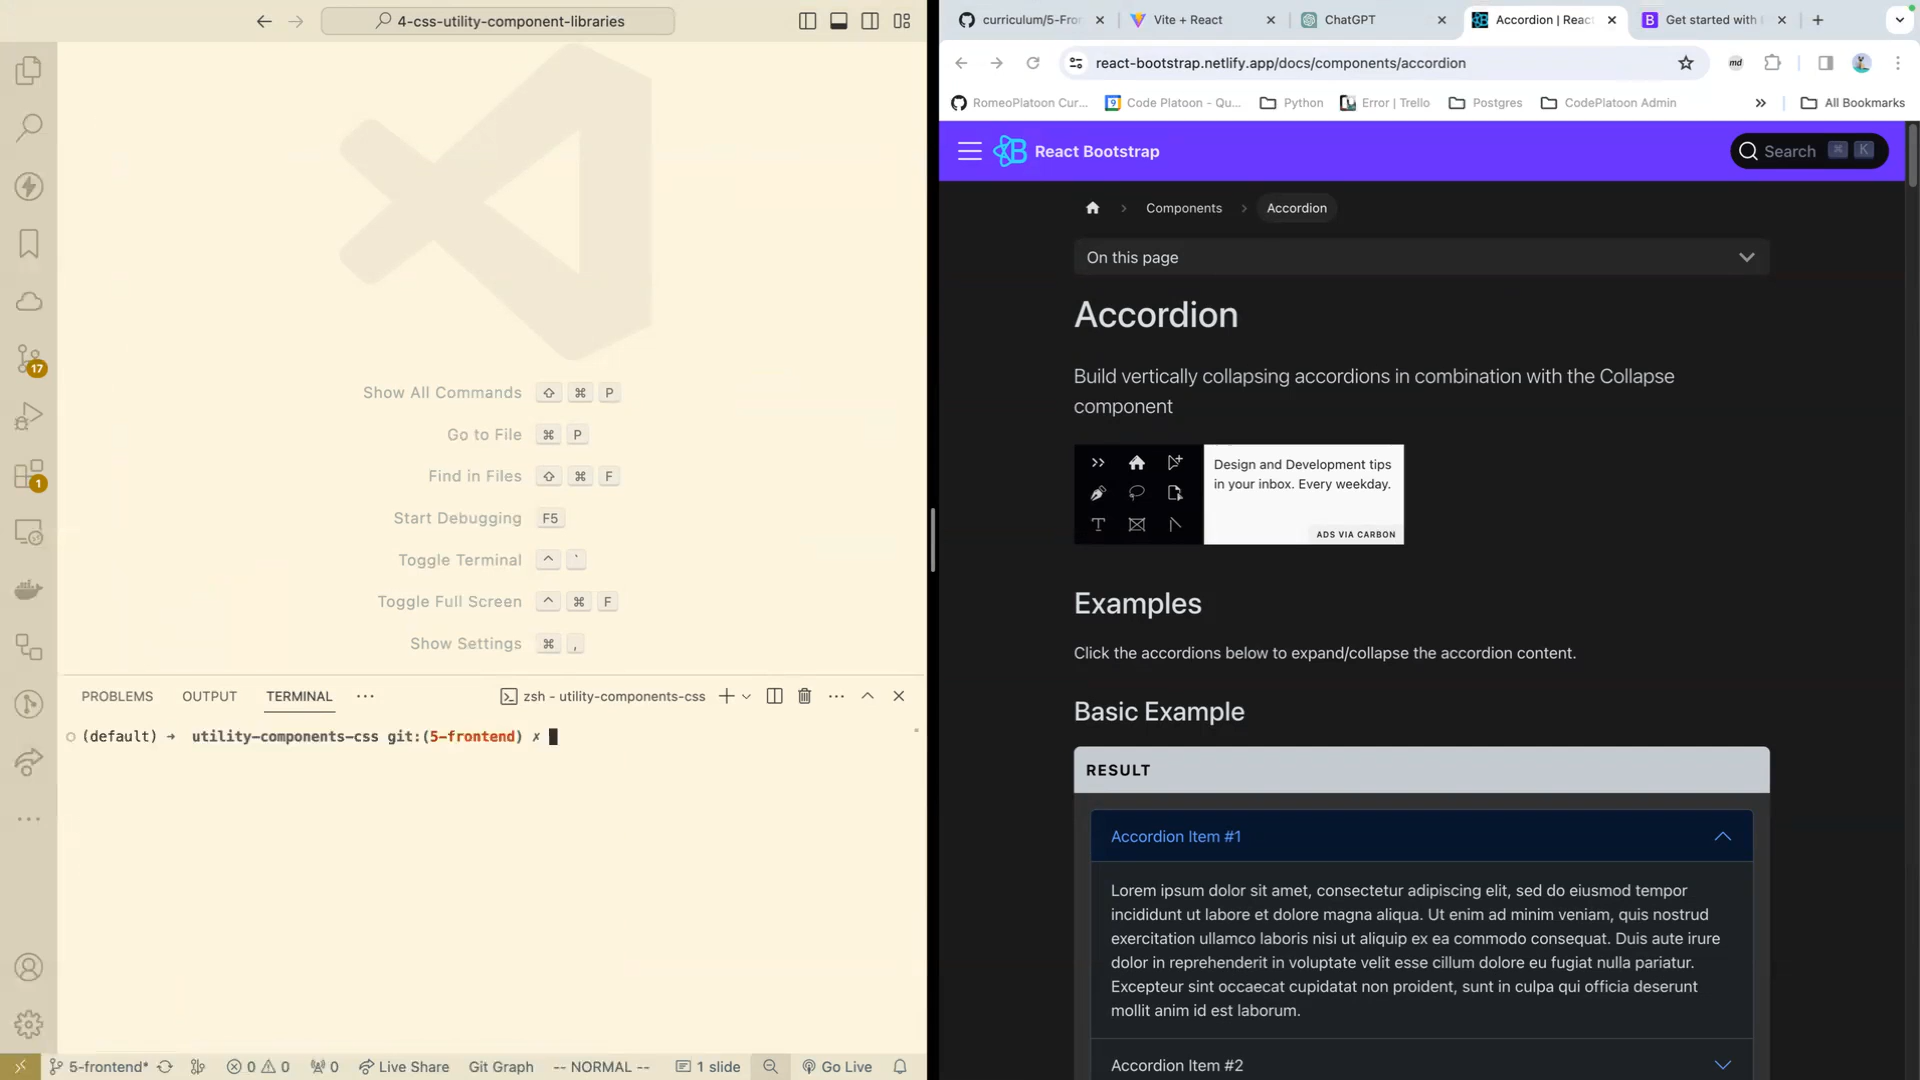 4-css-utility-component-libraries
Show All Commands ⇧ ⌘ P
Go to File ⌘ P
Find in Files ⇧ ⌘ F
Start Debugging F5
Toggle Terminal ^ `
Toggle Full Screen ^ ⌘ F
Show Settings ⌘ ,
17
1
PROBLEMS OUTPUT TERMINAL ··· zsh - utility-components-css
(default) ➜ utility-components-css git:(5-frontend) ✗
5-frontend* 0 0 0 Live Share Git Graph -- NORMAL -- 1 slide Go Live
curriculum/5-Fro Vite + React ChatGPT Accordion | Reac Get started with
react-bootstrap.netlify.app/docs/components/accordion
md
RomeoPlatoon Cur... Code Platoon - Qu... Python Error | Trello Postgres CodePlatoon Admin » All Bookmarks
React Bootstrap
Search ⌘ K
Components Accordion
On this page
Accordion
Build vertically collapsing accordions in combination with the Collapse
component
Design and Development tips
in your inbox. Every weekday.
ADS VIA CARBON
Examples
Click the accordions below to expand/collapse the accordion content.
Basic Example
RESULT
Accordion Item #1
Lorem ipsum dolor sit amet, consectetur adipiscing elit, sed do eiusmod tempor
incididunt ut labore et dolore magna aliqua. Ut enim ad minim veniam, quis nostrud
exercitation ullamco laboris nisi ut aliquip ex ea commodo consequat. Duis aute irure
dolor in reprehenderit in voluptate velit esse cillum dolore eu fugiat nulla pariatur.
Excepteur sint occaecat cupidatat non proident, sunt in culpa qui officia deserunt
mollit anim id est laborum.
Accordion Item #2